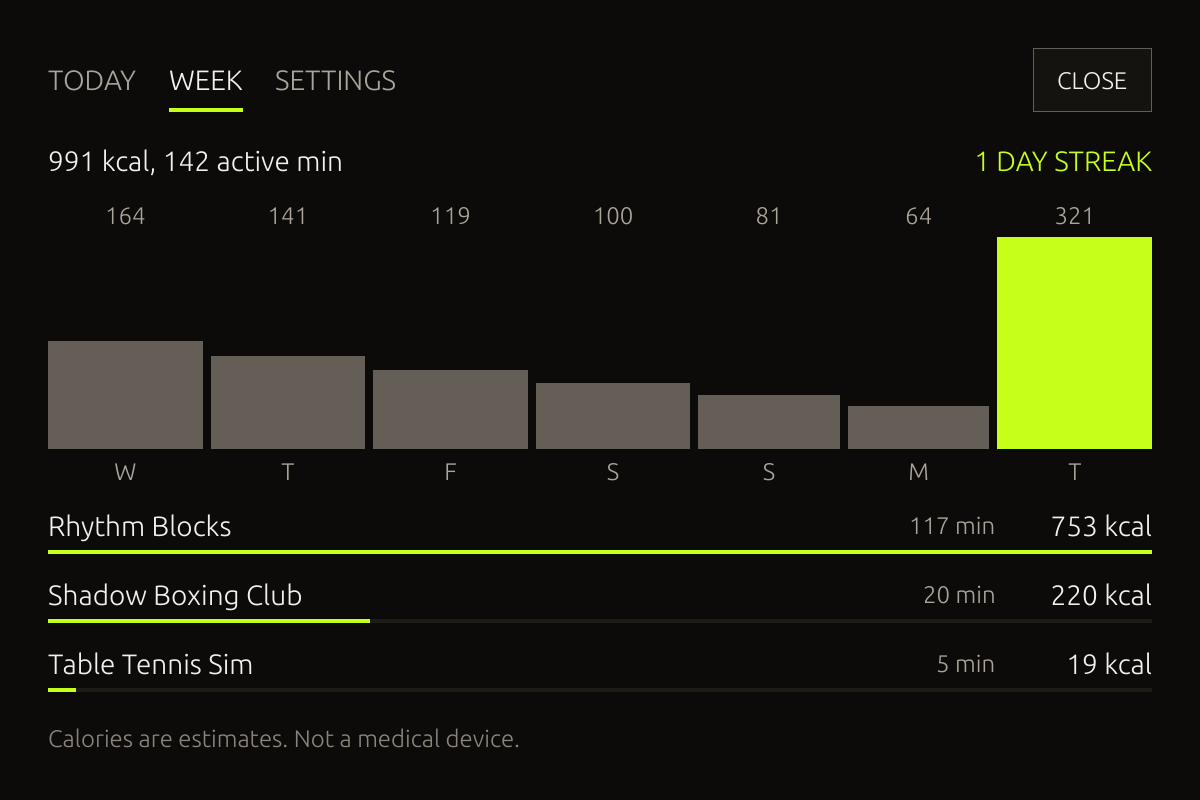 TODAY WEEK SETTINGS CLOSE
991 kcal, 142 active min 1 DAY STREAK
164 141 119 100 81 64 321
W T F S S M T
Rhythm Blocks 117 min 753 kcal
Shadow Boxing Club 20 min 220 kcal
Table Tennis Sim 5 min 19 kcal
Calories are estimates. Not a medical device.